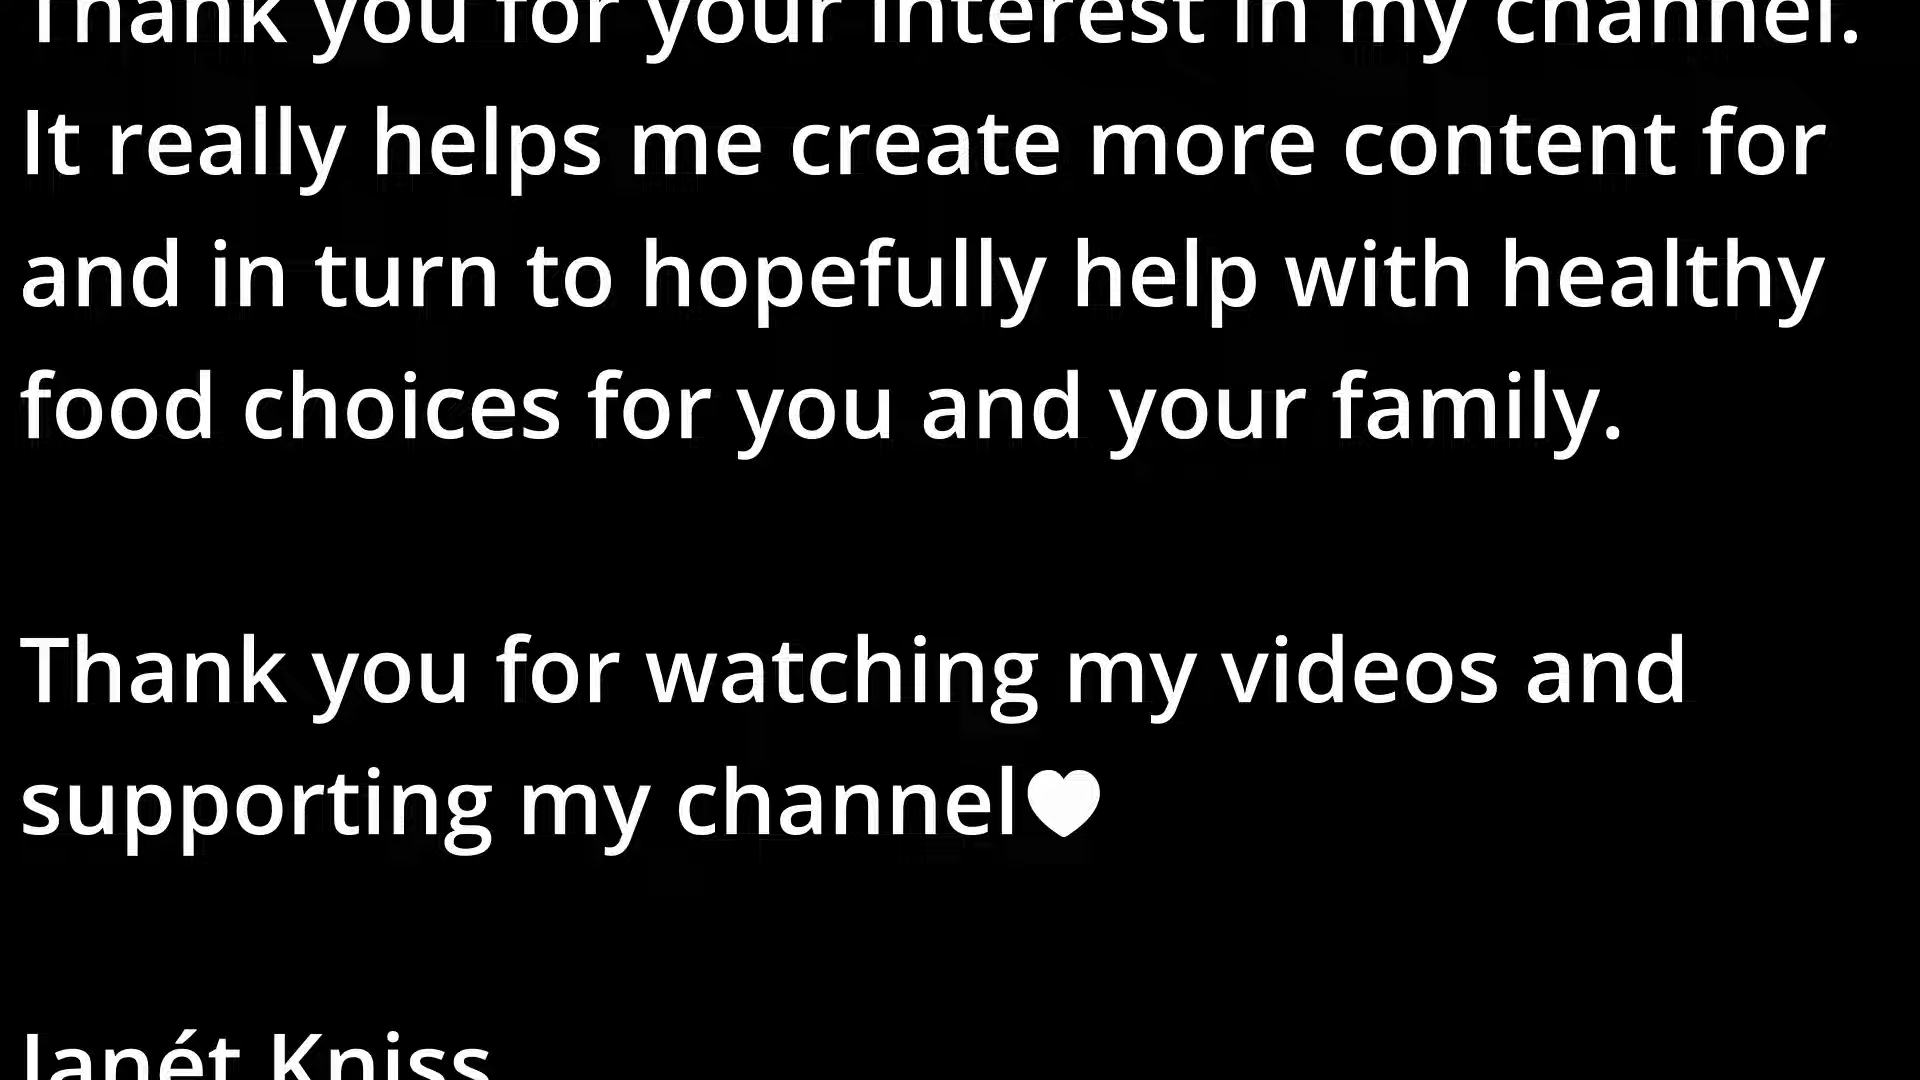 Thank you for your interest in my channel.
It really helps me create more content for
and in turn to hopefully help with healthy
food choices for you and your family.
Thank you for watching my videos and
supporting my channel♥
Janét Kniss